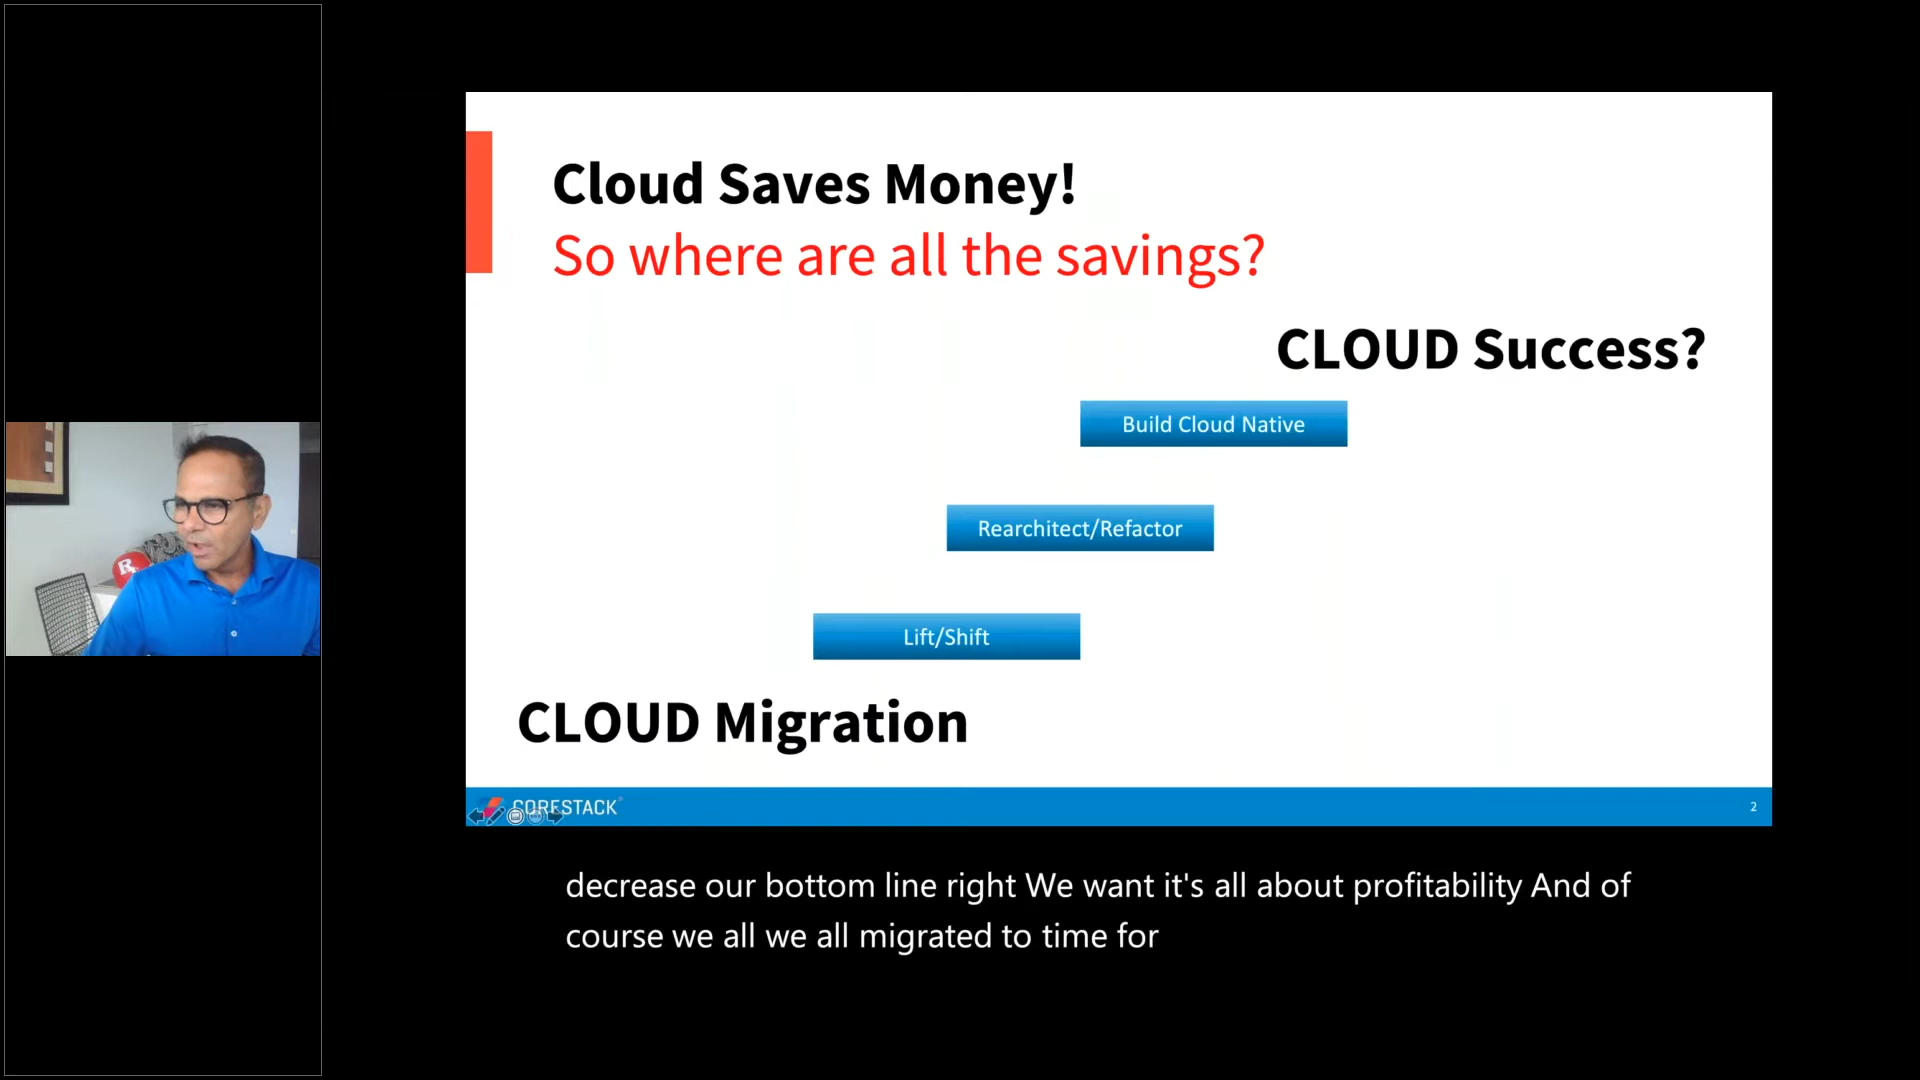 Cloud Saves Money!
So where are all the savings?
CLOUD Success?
Build Cloud Native
Rearchitect/Refactor
Lift/Shift
CLOUD Migration
CORESTACK
2
R
decrease our bottom line right We want it's all about profitability And of
course we all we all migrated to time for